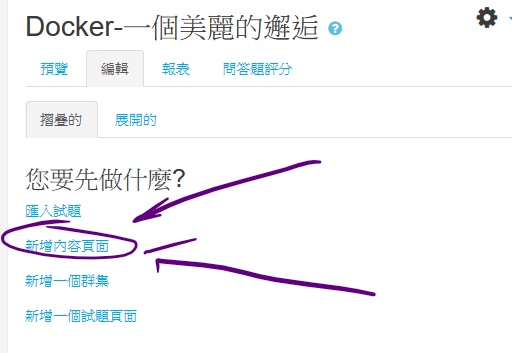 Docker-一個美麗的邂逅
預覽 編輯 報表 問答題評分
摺疊的 展開的
您要先做什麼?
匯入試題
新增內容頁面
新增一個群集
新增一個試題頁面